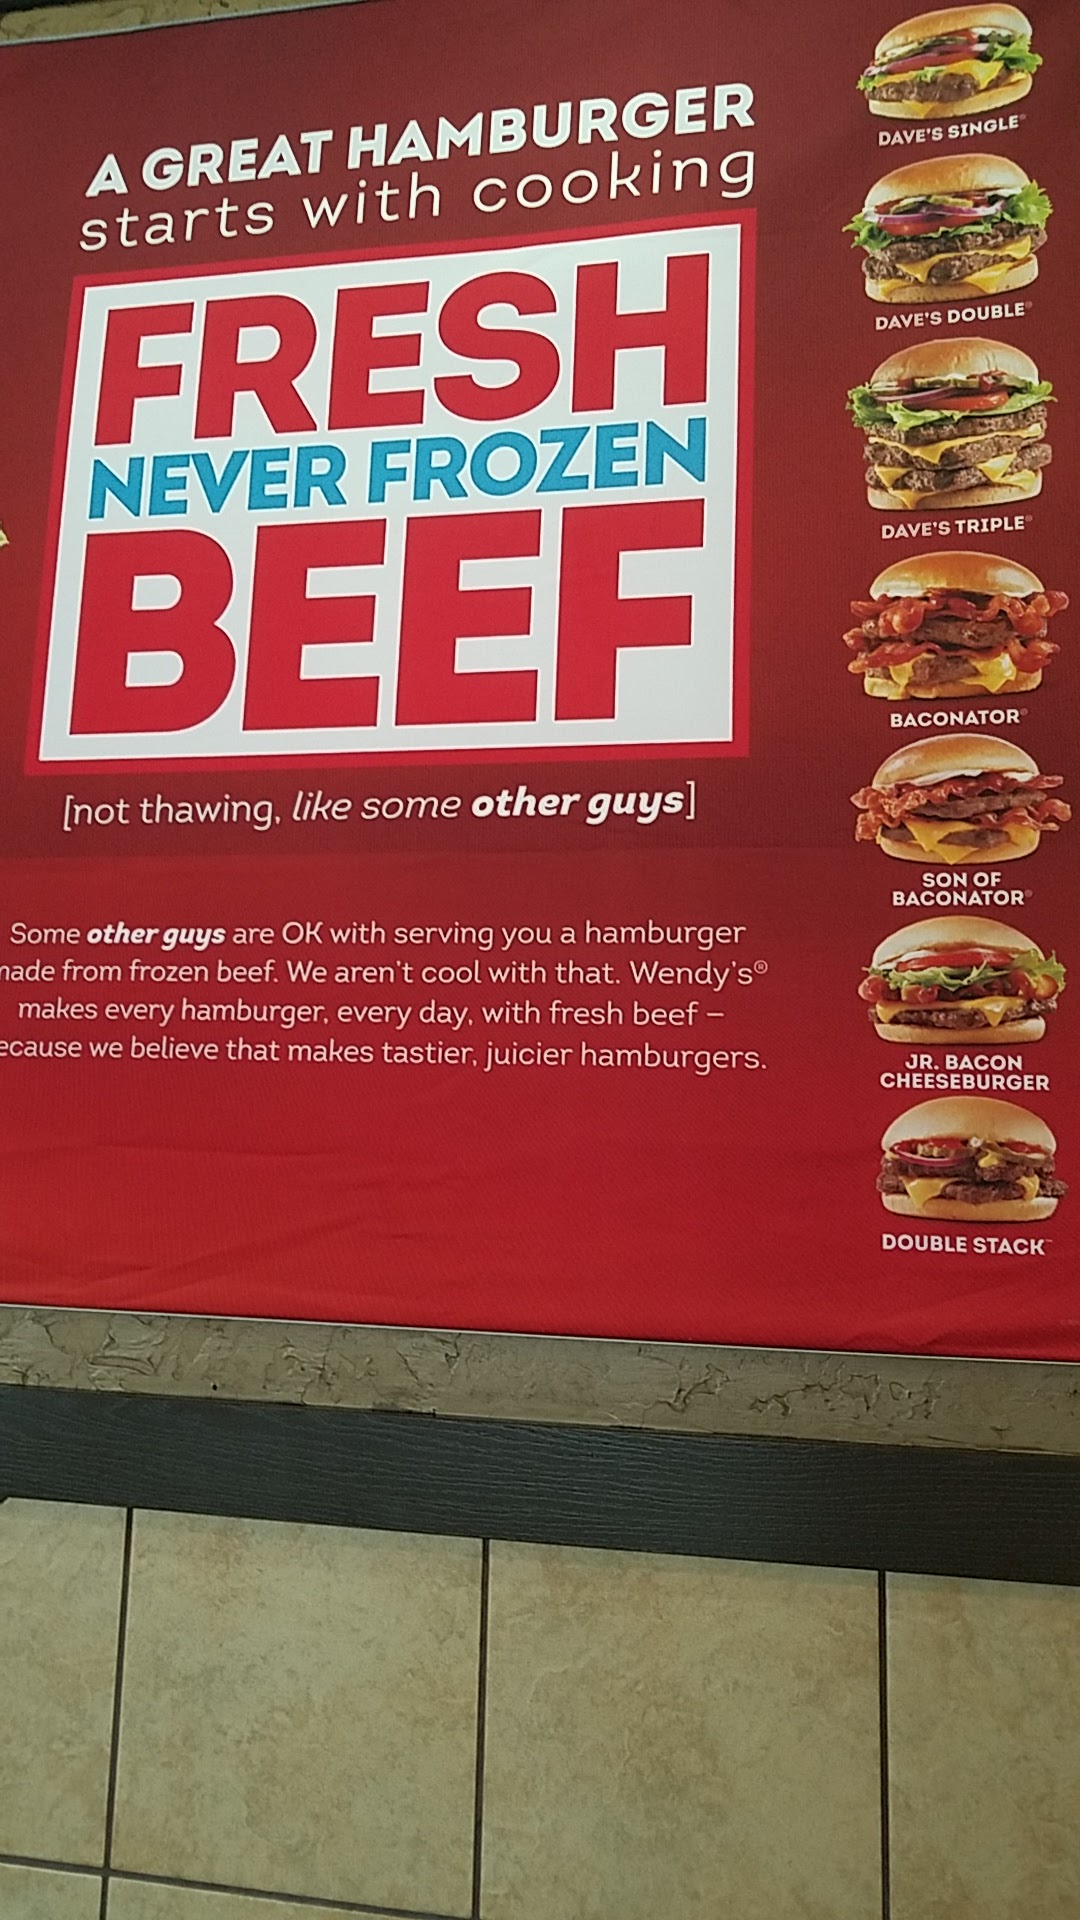 A GREAT HAMBURGER
starts with cooking
FRESH
NEVER FROZEN
BEEF
[not thawing, like some other guys]
Some other guys are OK with serving you a hamburger
made from frozen beef. We aren't cool with that. Wendy's®
makes every hamburger, every day, with fresh beef –
ecause we believe that makes tastier, juicier hamburgers.
DAVE'S SINGLE®
DAVE'S DOUBLE®
DAVE'S TRIPLE®
BACONATOR®
SON OF
BACONATOR®
JR. BACON
CHEESEBURGER
DOUBLE STACK™